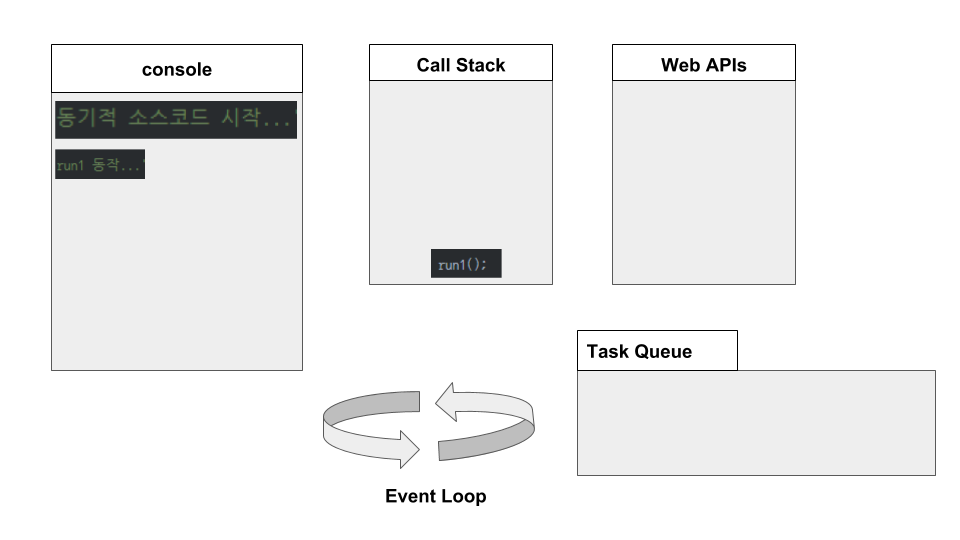 console
동기적 소스코드 시작...'
run1 동작...'
Call Stack
run1();
Web APIs
Task Queue
Event Loop